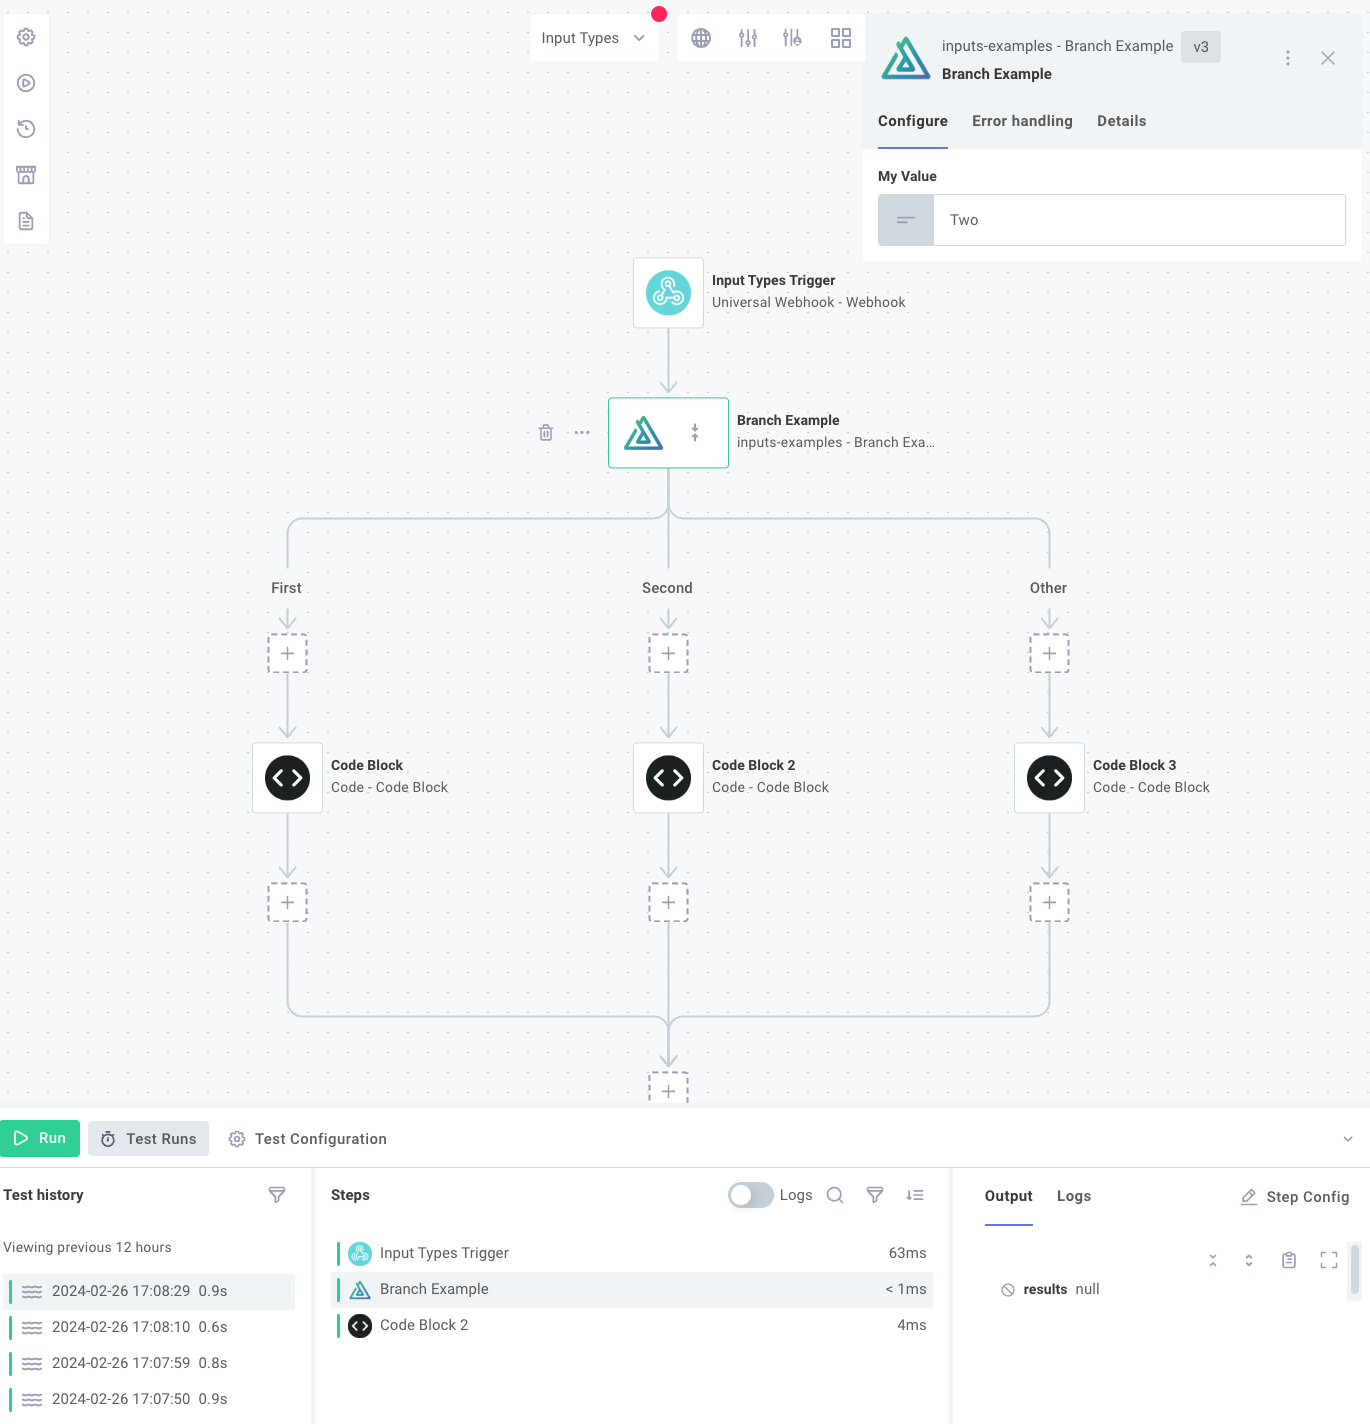 Input Types
inputs-examples - Branch Example
v3
Branch Example
Configure
Error handling
Details
My Value
Two
Input Types Trigger
Universal Webhook - Webhook
Branch Example
inputs-examples - Branch Exa...
First
Second
Other
Code Block
Code - Code Block
Code Block 2
Code - Code Block
Code Block 3
Code - Code Block
Run
Test Runs
Test Configuration
Test history
Viewing previous 12 hours
2024-02-26 17:08:29 0.9s
2024-02-26 17:08:10 0.6s
2024-02-26 17:07:59 0.8s
2024-02-26 17:07:50 0.9s
Steps
Logs
Input Types Trigger 63ms
Branch Example < 1ms
Code Block 2 4ms
Output
Logs
Step Config
results null